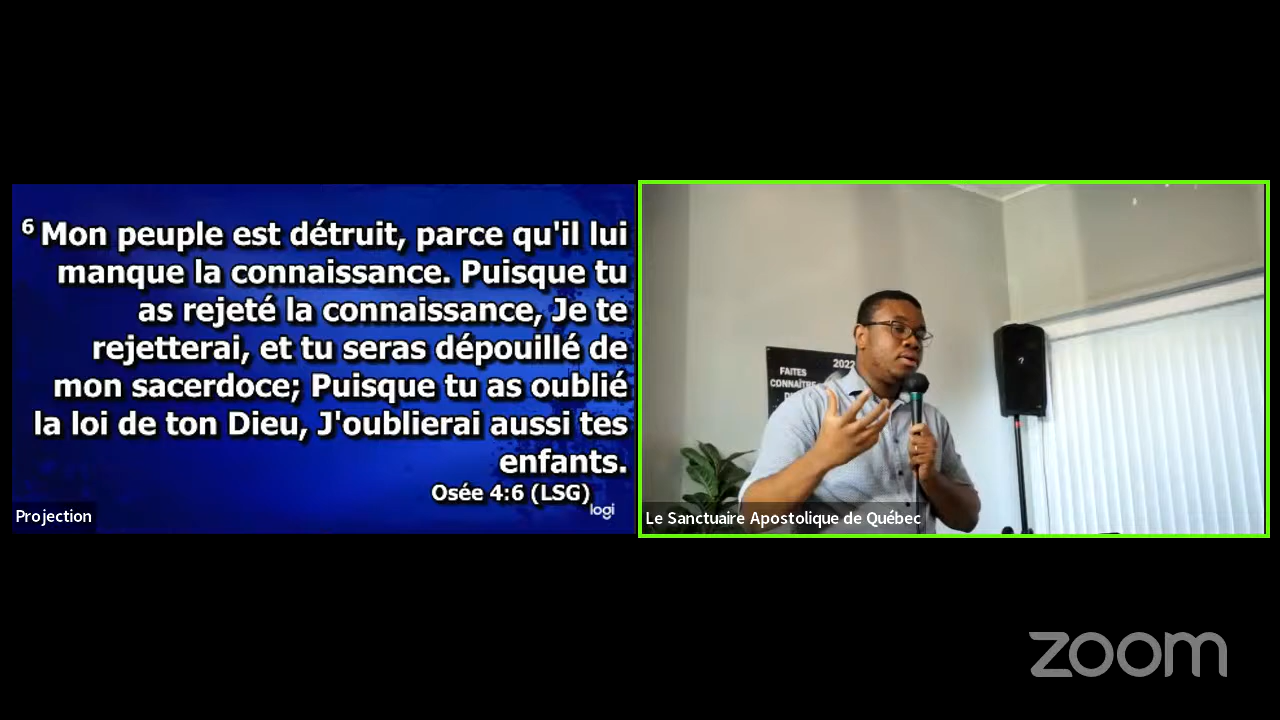 6 Mon peuple est détruit, parce qu'il lui
manque la connaissance. Puisque tu
as rejeté la connaissance, Je te
rejetterai, et tu seras dépouillé de
mon sacerdoce; Puisque tu as oublié
la loi de ton Dieu, J'oublierai aussi tes
enfants.
Osée 4:6 (LSG)
logi
Projection
2022
FAITES
CONNAÎTRE
Le Sanctuaire Apostolique de Québec
zoom